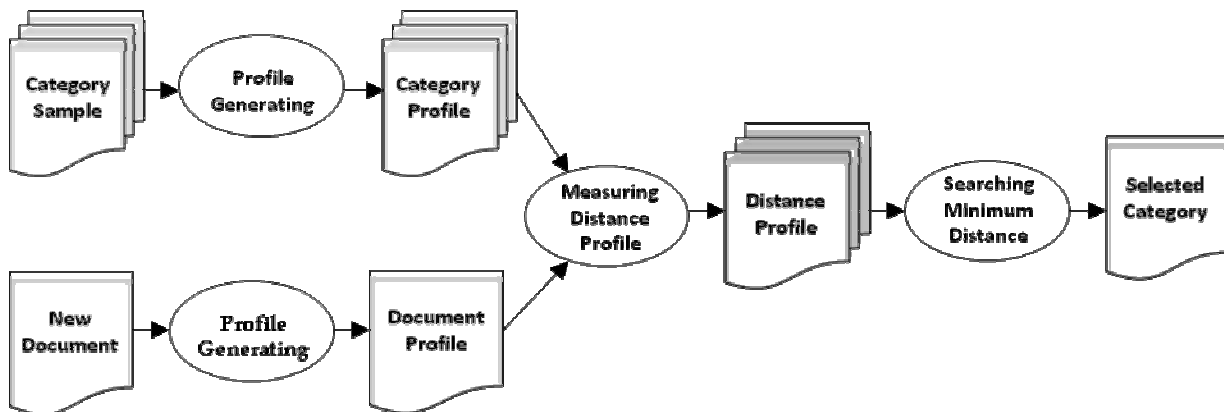 Category
Sample
Profile
Generating
Category
Profile
Measuring
Distance
Profile
Distance
Profile
Searching
Minimum
Distance
Selected
Category
New
Document
Profile
Generating
Document
Profile